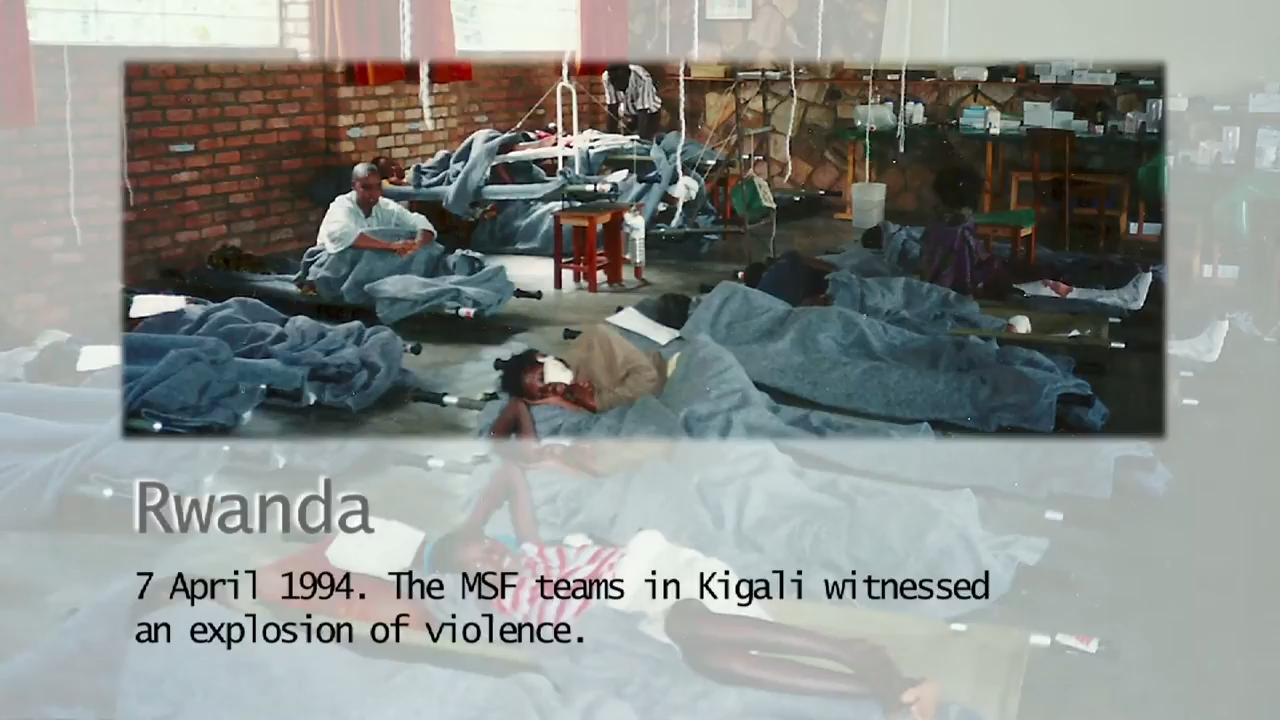 Rwanda
7 April 1994. The MSF teams in Kigali witnessed
an explosion of violence.